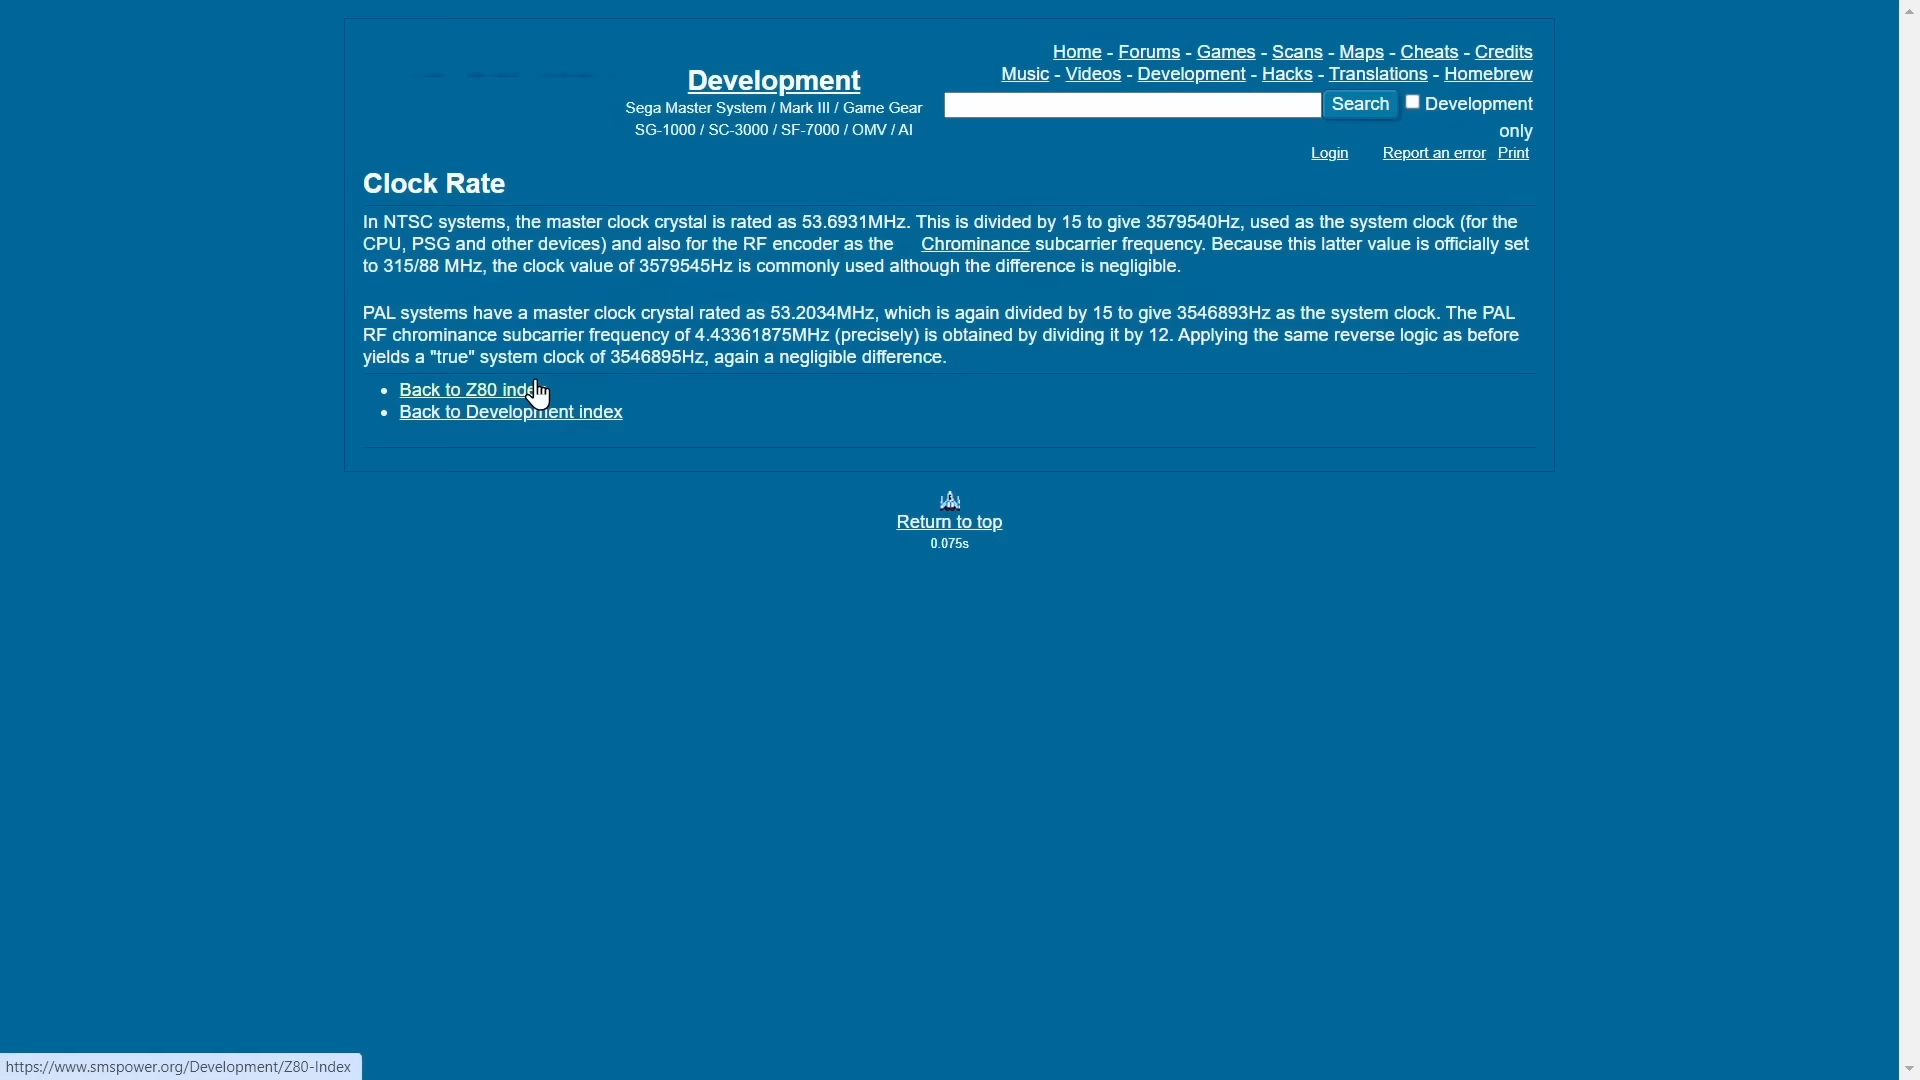 Home - Forums - Games - Scans - Maps - Cheats - Credits
Music - Videos - Development - Hacks - Translations - Homebrew
Development
Sega Master System / Mark III / Game Gear
SG-1000 / SC-3000 / SF-7000 / OMV / AI
Search Development
only
Login Report an error Print
Clock Rate
In NTSC systems, the master clock crystal is rated as 53.6931MHz. This is divided by 15 to give 3579540Hz, used as the system clock (for the
CPU, PSG and other devices) and also for the RF encoder as the Chrominance subcarrier frequency. Because this latter value is officially set
to 315/88 MHz, the clock value of 3579545Hz is commonly used although the difference is negligible.
PAL systems have a master clock crystal rated as 53.2034MHz, which is again divided by 15 to give 3546893Hz as the system clock. The PAL
RF chrominance subcarrier frequency of 4.43361875MHz (precisely) is obtained by dividing it by 12. Applying the same reverse logic as before
yields a "true" system clock of 3546895Hz, again a negligible difference.
Back to Z80 index
Back to Development index
Return to top
0.075s
https://www.smspower.org/Development/Z80-Index